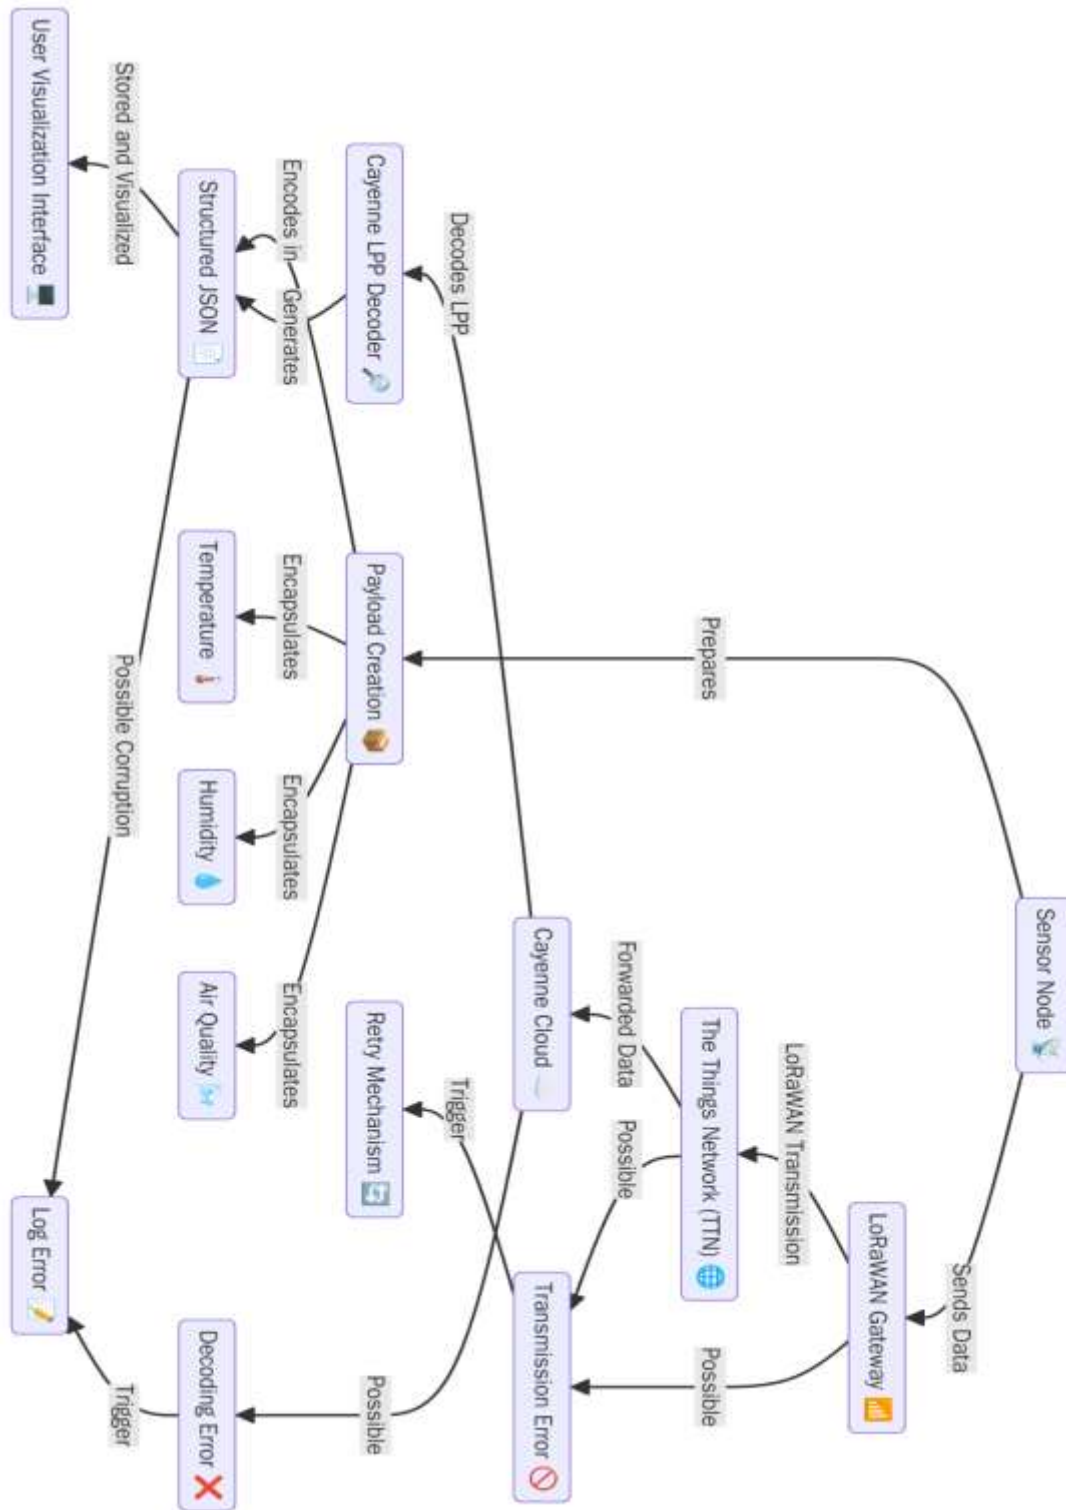 Sensor Node
Prepares
Sends Data
LoRaWAN Gateway
LoRaWAN Transmission
Possible
The Things Network (TTN)
Forwarded Data
Possible
Cayenne Cloud
Transmission Error
Decodes LPP
Trigger
Possible
Cayenne LPP Decoder
Payload Creation
Retry Mechanism
Encodes in
Generates
Encapsulates
Encapsulates
Encapsulates
Structured JSON
Temperature
Humidity
Air Quality
Decoding Error
Stored and Visualized
Possible Corruption
Trigger
User Visualization Interface
Log Error